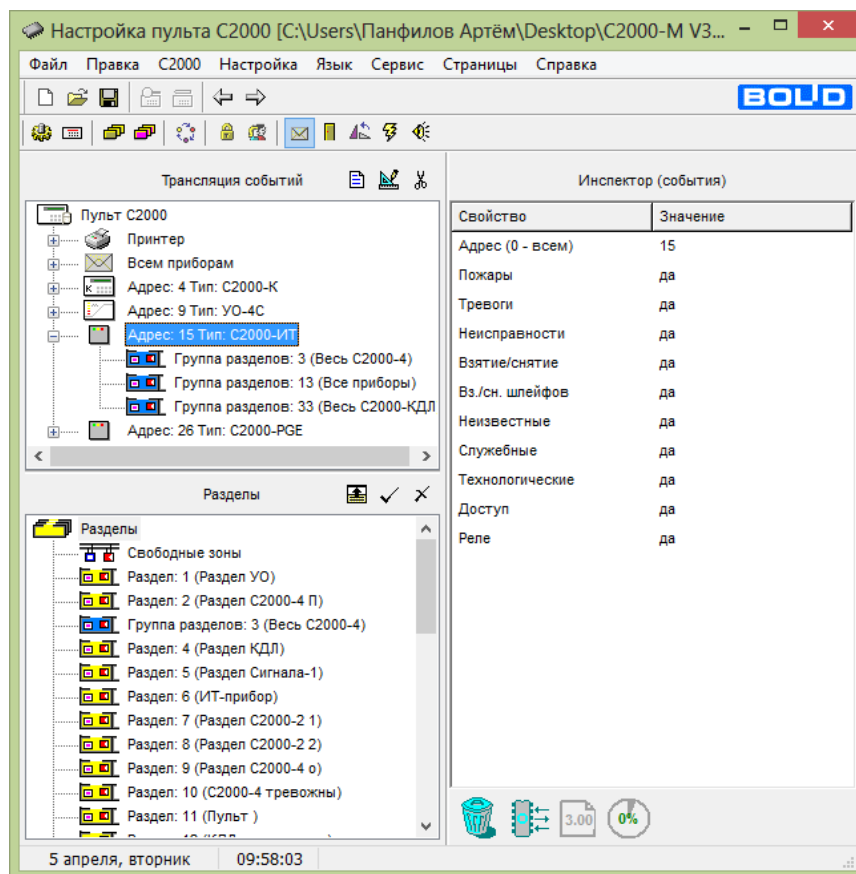 Настройка пульта С2000 [C:\Users\Панфилов Артём\Desktop\C2000-M V3...
Файл Правка С2000 Настройка Язык Сервис Страницы Справка
BOLID
Трансляция событий
Пульт С2000
Принтер
Всем приборам
Адрес: 4 Тип: С2000-К
Адрес: 9 Тип: УО-4С
Адрес: 15 Тип: С2000-ИТ
Группа разделов: 3 (Весь С2000-4)
Группа разделов: 13 (Все приборы)
Группа разделов: 33 (Весь С2000-КДЛ
Адрес: 26 Тип: С2000-PGE
Разделы
Разделы
Свободные зоны
Раздел: 1 (Раздел УО)
Раздел: 2 (Раздел С2000-4 П)
Группа разделов: 3 (Весь С2000-4)
Раздел: 4 (Раздел КДЛ)
Раздел: 5 (Раздел Сигнала-1)
Раздел: 6 (ИТ-прибор)
Раздел: 7 (Раздел С2000-2 1)
Раздел: 8 (Раздел С2000-2 2)
Раздел: 9 (Раздел С2000-4 о)
Раздел: 10 (С2000-4 тревожны)
Раздел: 11 (Пульт )
Инспектор (события)
Свойство Значение
Адрес (0 - всем) 15
Пожары да
Тревоги да
Неисправности да
Взятие/снятие да
Вз./сн. шлейфов да
Неизвестные да
Служебные да
Технологические да
Доступ да
Реле да
3.00 0%
5 апреля, вторник 09:58:03